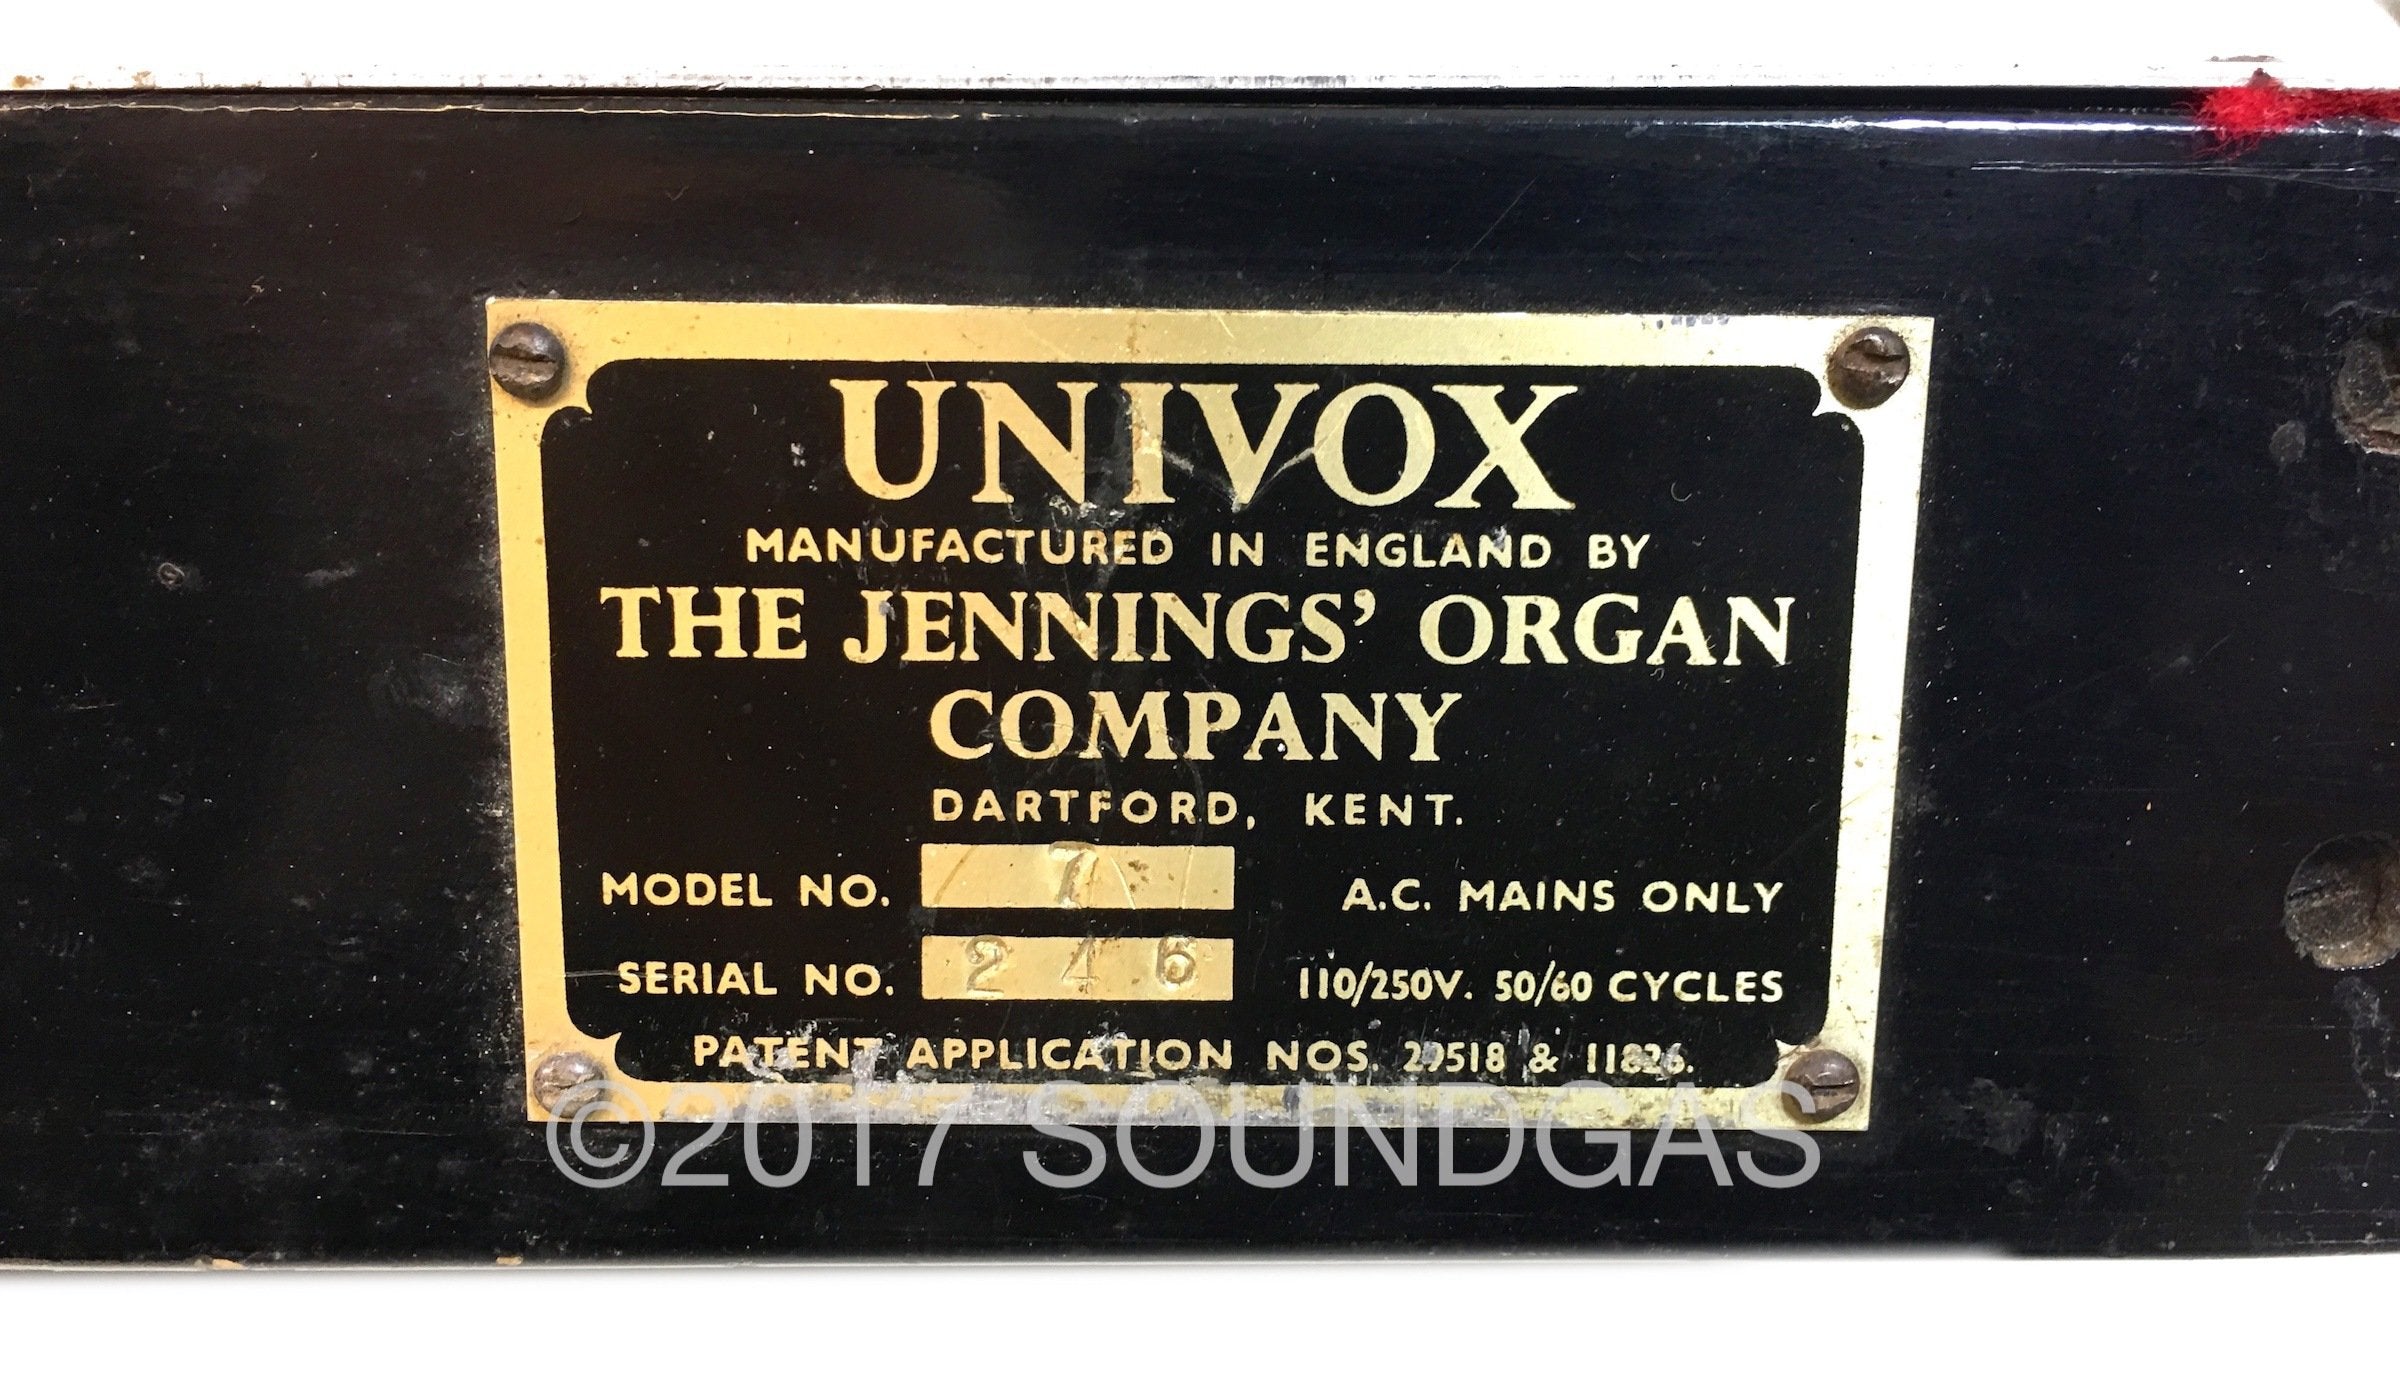 UNIVOX
MANUFACTURED IN ENGLAND BY
THE JENNINGS' ORGAN
COMPANY
DARTFORD, KENT.
MODEL NO. 7 A.C. MAINS ONLY
SERIAL NO. 246 110/250V. 50/60 CYCLES
PATENT APPLICATION NOS. 29518 & 11826.
©2017 SOUNDGAS